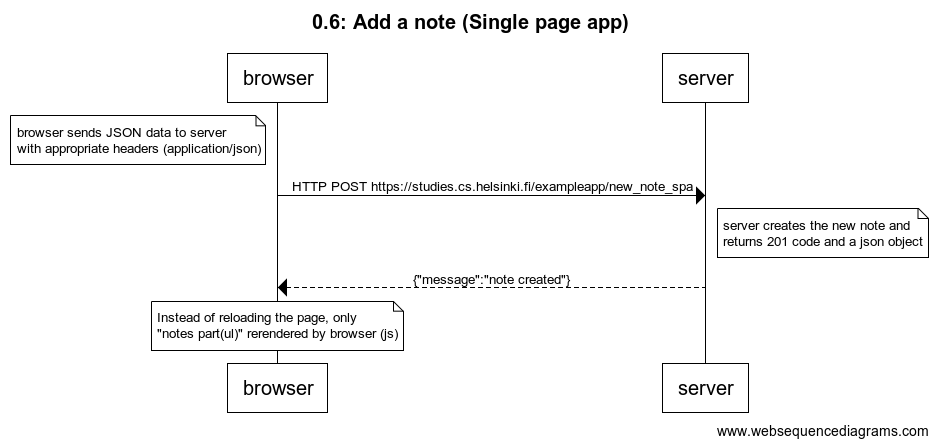 0.6: Add a note (Single page app)
browser
server
browser sends JSON data to server
with appropriate headers (application/json)
HTTP POST https://studies.cs.helsinki.fi/exampleapp/new_note_spa
server creates the new note and
returns 201 code and a json object
{"message":"note created"}
Instead of reloading the page, only
"notes part(ul)" rerendered by browser (js)
browser
server
www.websequencediagrams.com